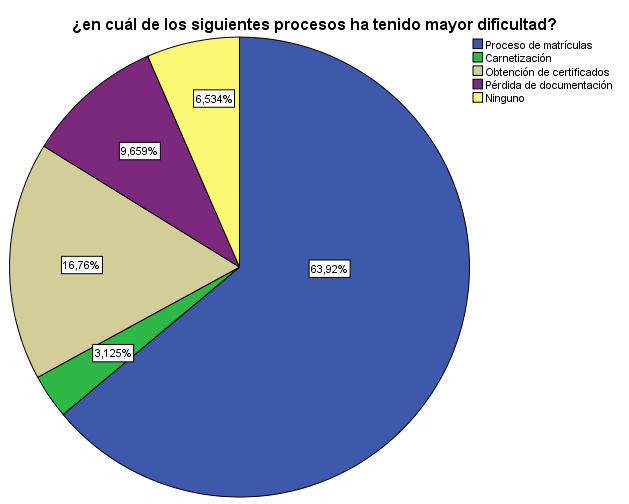 ¿en cuál de los siguientes procesos ha tenido mayor dificultad?
Proceso de matrículas
Carnetización
Obtención de certificados
Pérdida de documentación
Ninguno
6,534%
9,659%
16,76%
63,92%
3,125%